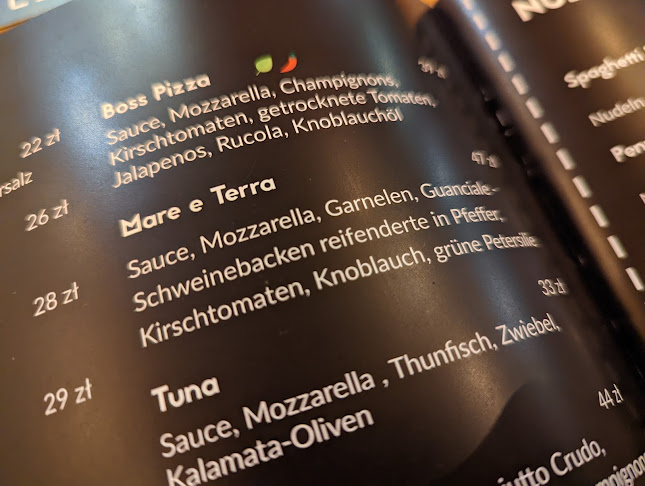 22 zł
26 zł
28 zł
29 zł
Boss Pizza
Sauce, Mozzarella, Champignons,
Kirschtomaten, getrocknete Tomaten,
Jalapenos, Rucola, Knoblauchöl
Mare e Terra
47 zł
Sauce, Mozzarella, Garnelen, Guanciale -
Schweinebacken reifenderte in Pfeffer,
Kirschtomaten, Knoblauch, grüne Petersilie
Tuna
33 zł
Sauce, Mozzarella , Thunfisch, Zwiebel,
Kalamata-Oliven
44 zł
Crudo,
Spaghetti